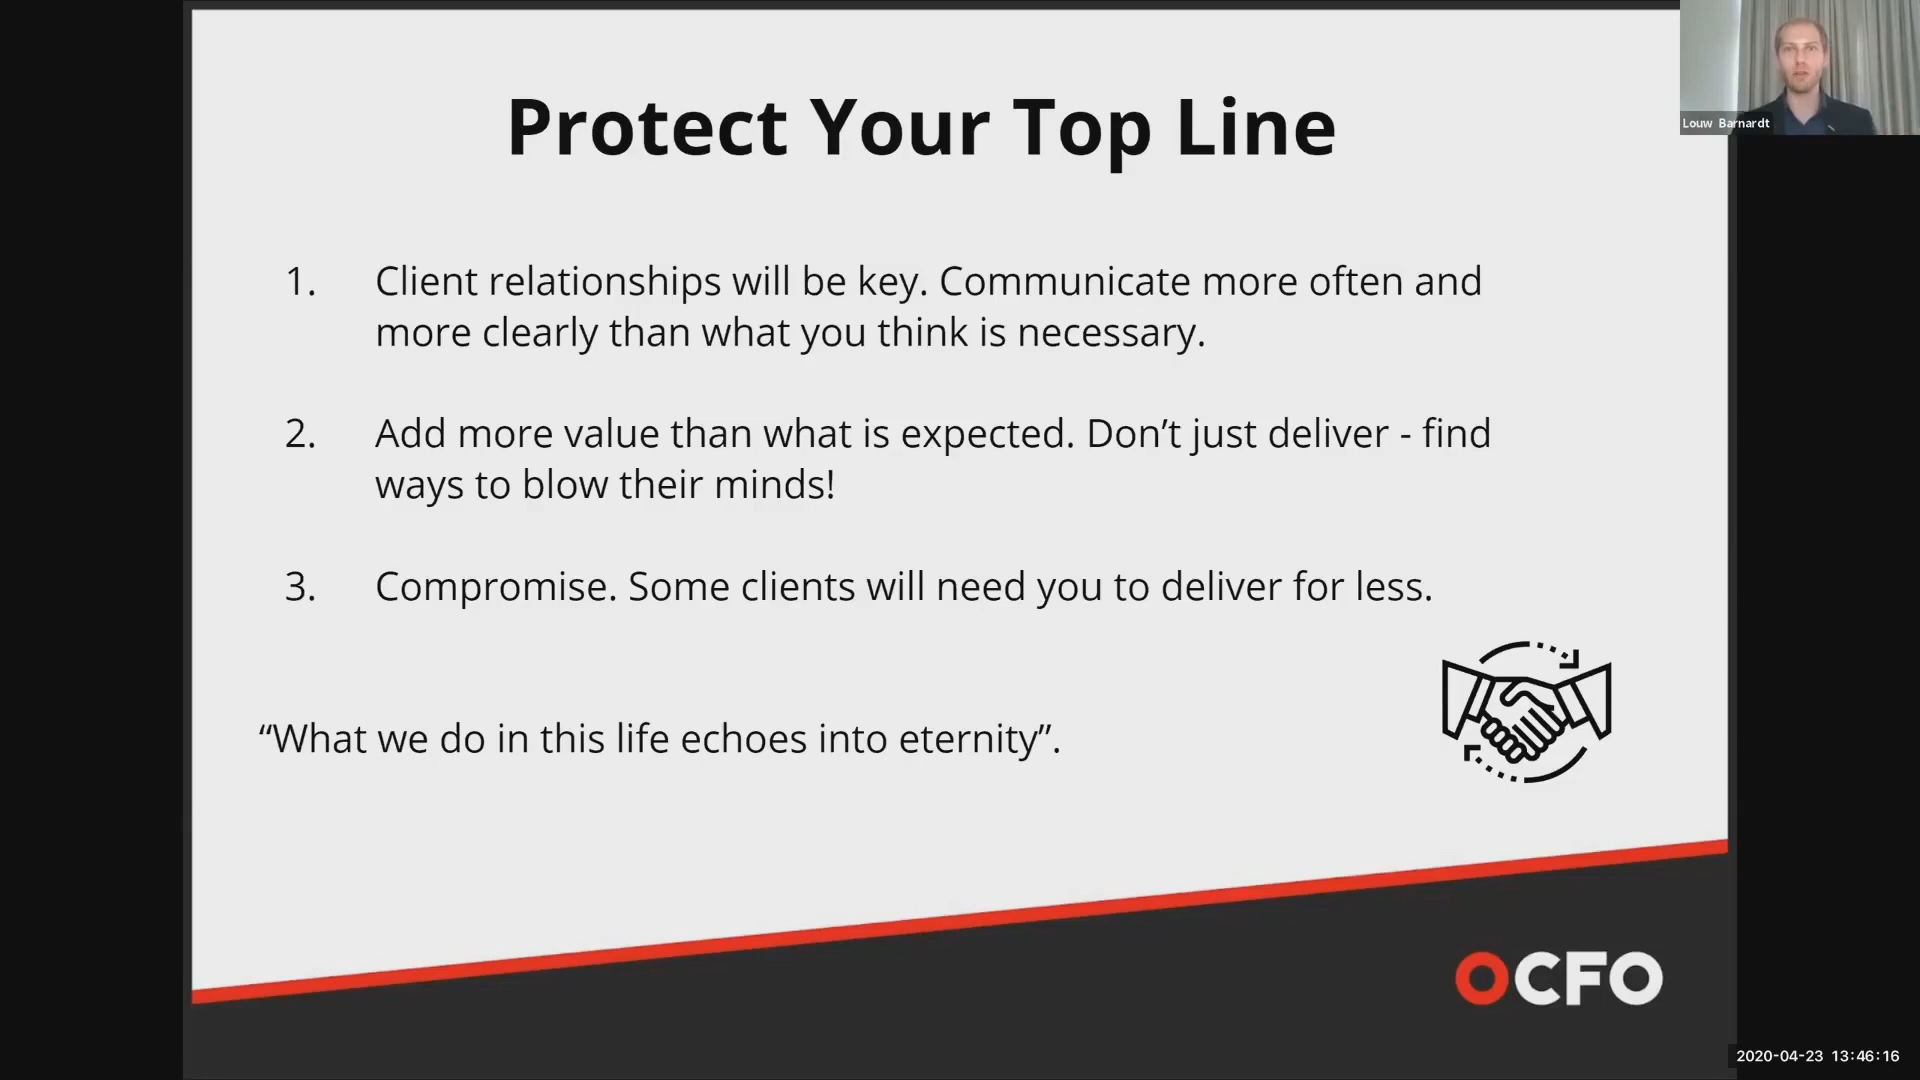 Protect Your Top Line
Louw Barnardt
1. Client relationships will be key. Communicate more often and
more clearly than what you think is necessary.
2. Add more value than what is expected. Don’t just deliver - find
ways to blow their minds!
3. Compromise. Some clients will need you to deliver for less.
“What we do in this life echoes into eternity”.
OCFO
2020-04-23 13:46:16